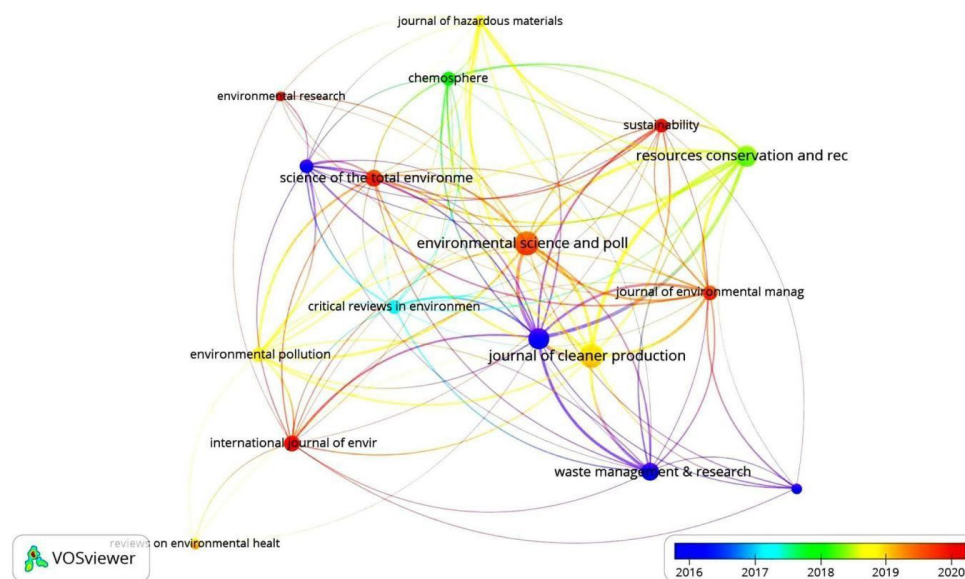 journal of hazardous materials
chemosphere
environmental research
sustainability
resources conservation and rec
science of the total environme
environmental science and poll
journal of environmental manag
critical reviews in environmen
environmental pollution
journal of cleaner production
international journal of envir
waste management & research
reviews on environmental healt
VOSviewer
2016 2017 2018 2019 2020